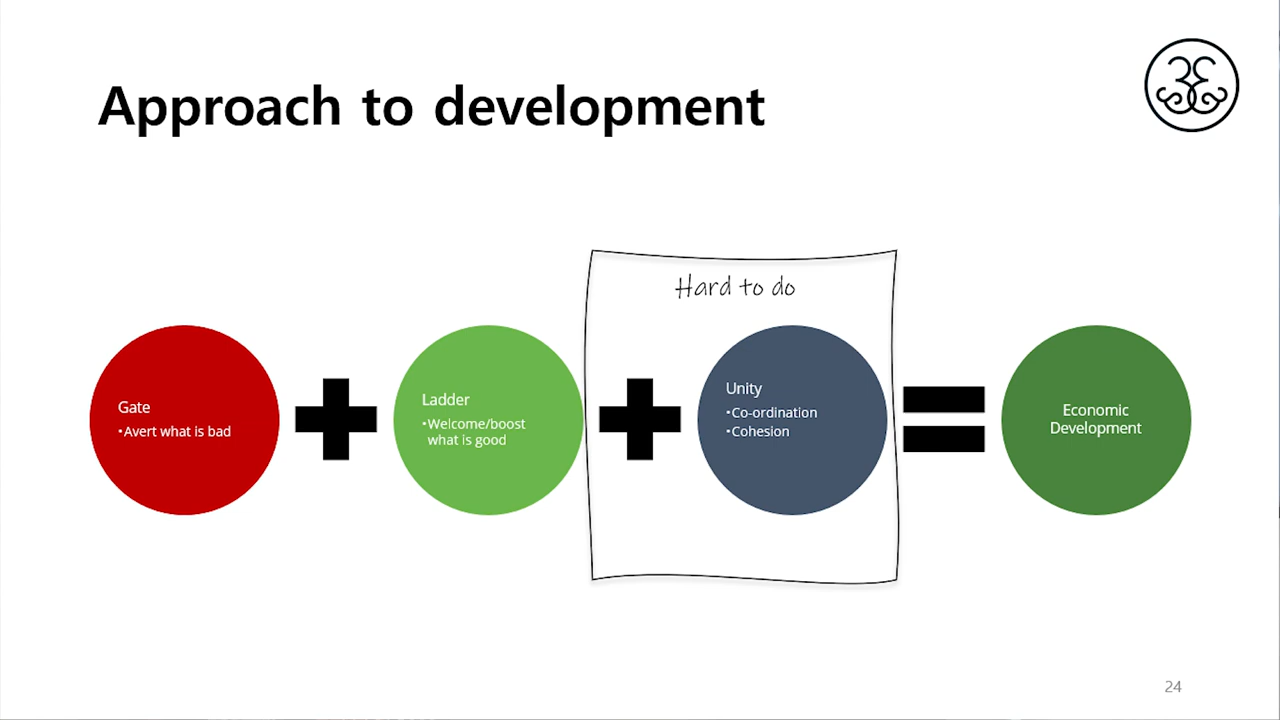 Approach to development
Hard to do
Gate
•Avert what is bad
Ladder
•Welcome/boost
what is good
Unity
•Co-ordination
•Cohesion
Economic
Development
24